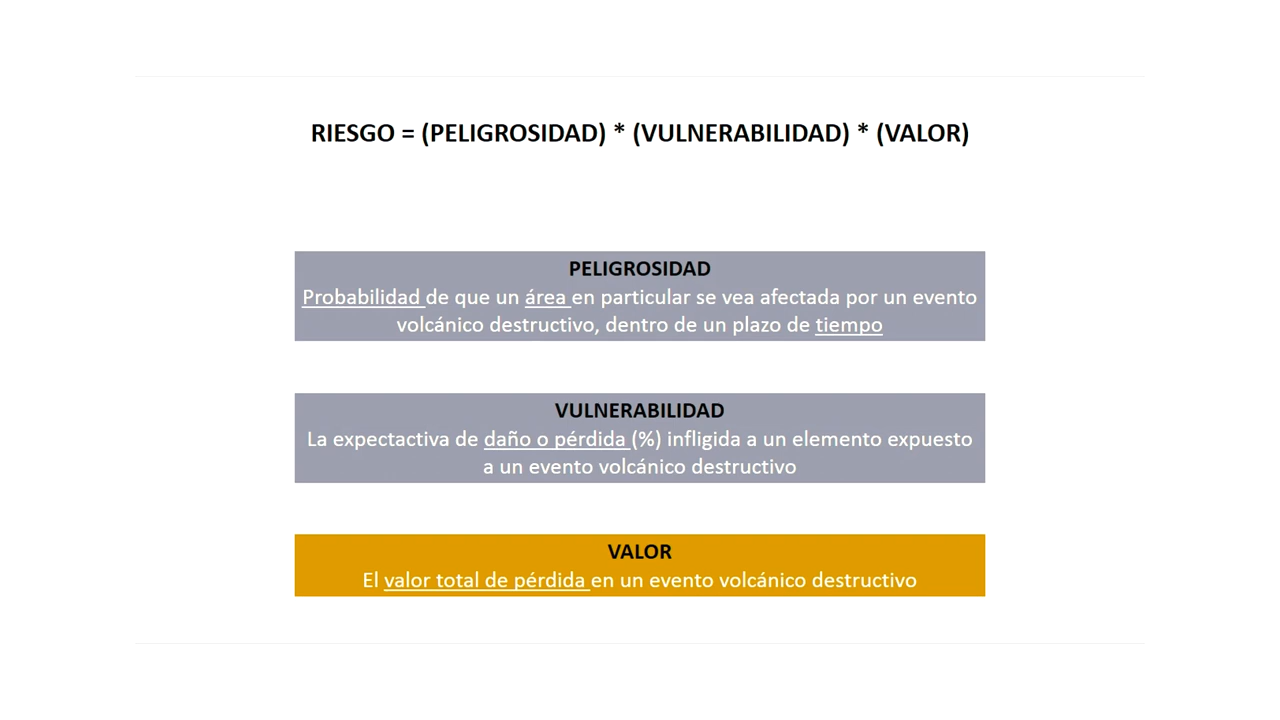 RIESGO = (PELIGROSIDAD) * (VULNERABILIDAD) * (VALOR)
PELIGROSIDAD
Probabilidad de que un área en particular se vea afectada por un evento
volcánico destructivo, dentro de un plazo de tiempo
VULNERABILIDAD
La expectactiva de daño o pérdida (%) infligida a un elemento expuesto
a un evento volcánico destructivo
VALOR
El valor total de pérdida en un evento volcánico destructivo